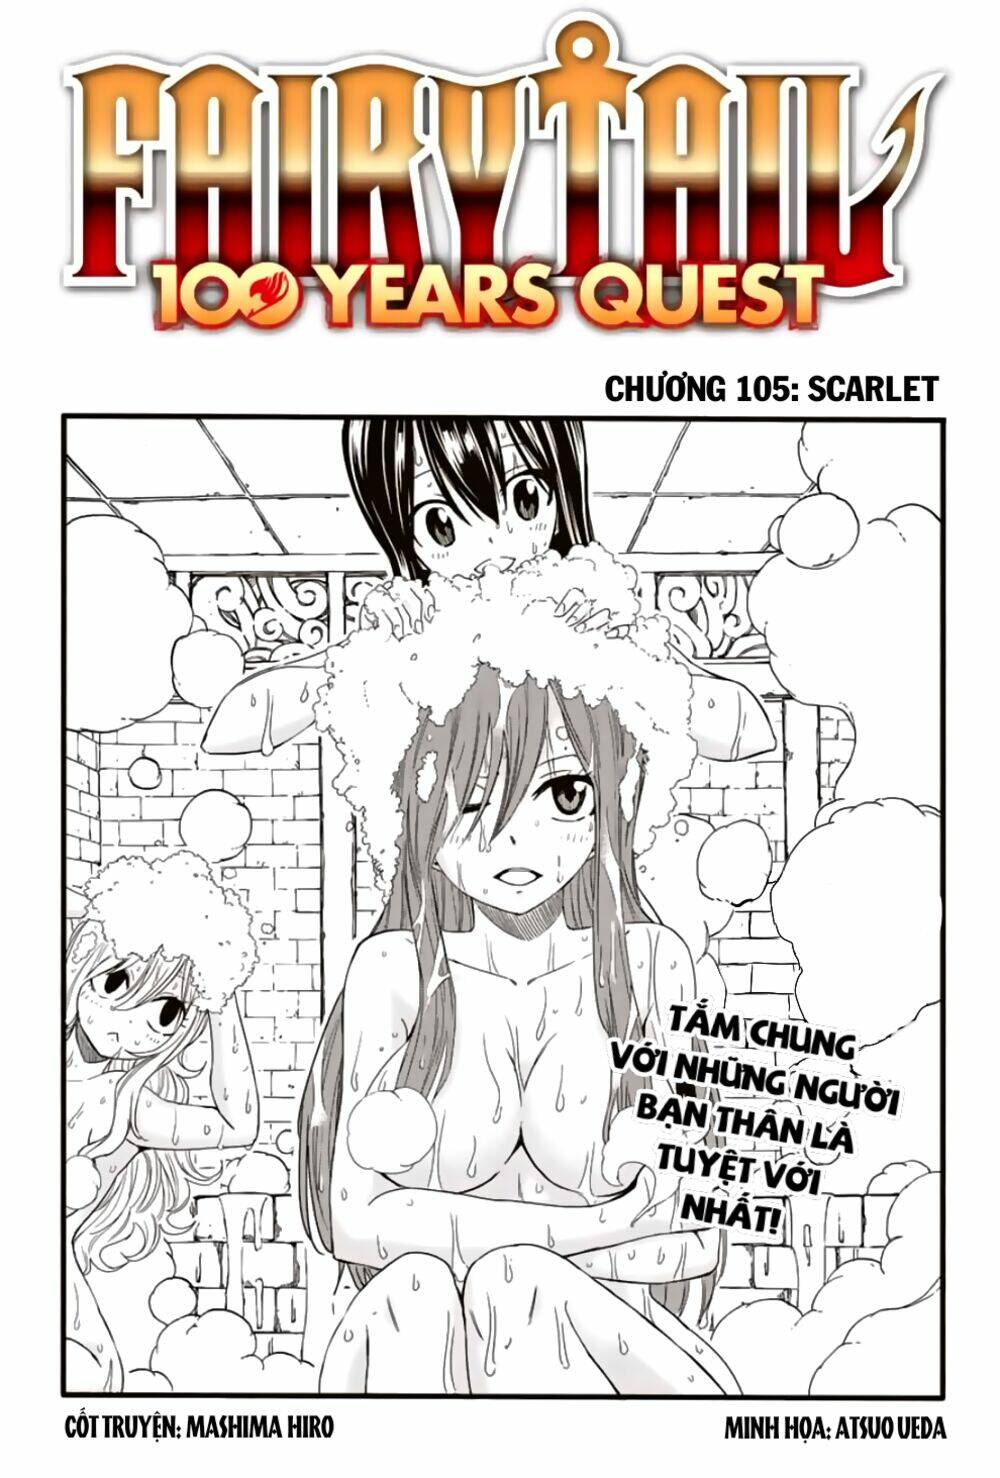 FAIRY TAIL
100 YEARS QUEST
CHƯƠNG 105: SCARLET
TẮM CHUNG
VỚI NHỮNG NGƯỜI
BẠN THÂN LÀ
TUYỆT VỜI
NHẤT!
CỐT TRUYỆN: MASHIMA HIRO
MINH HỌA: ATSUO UEDA